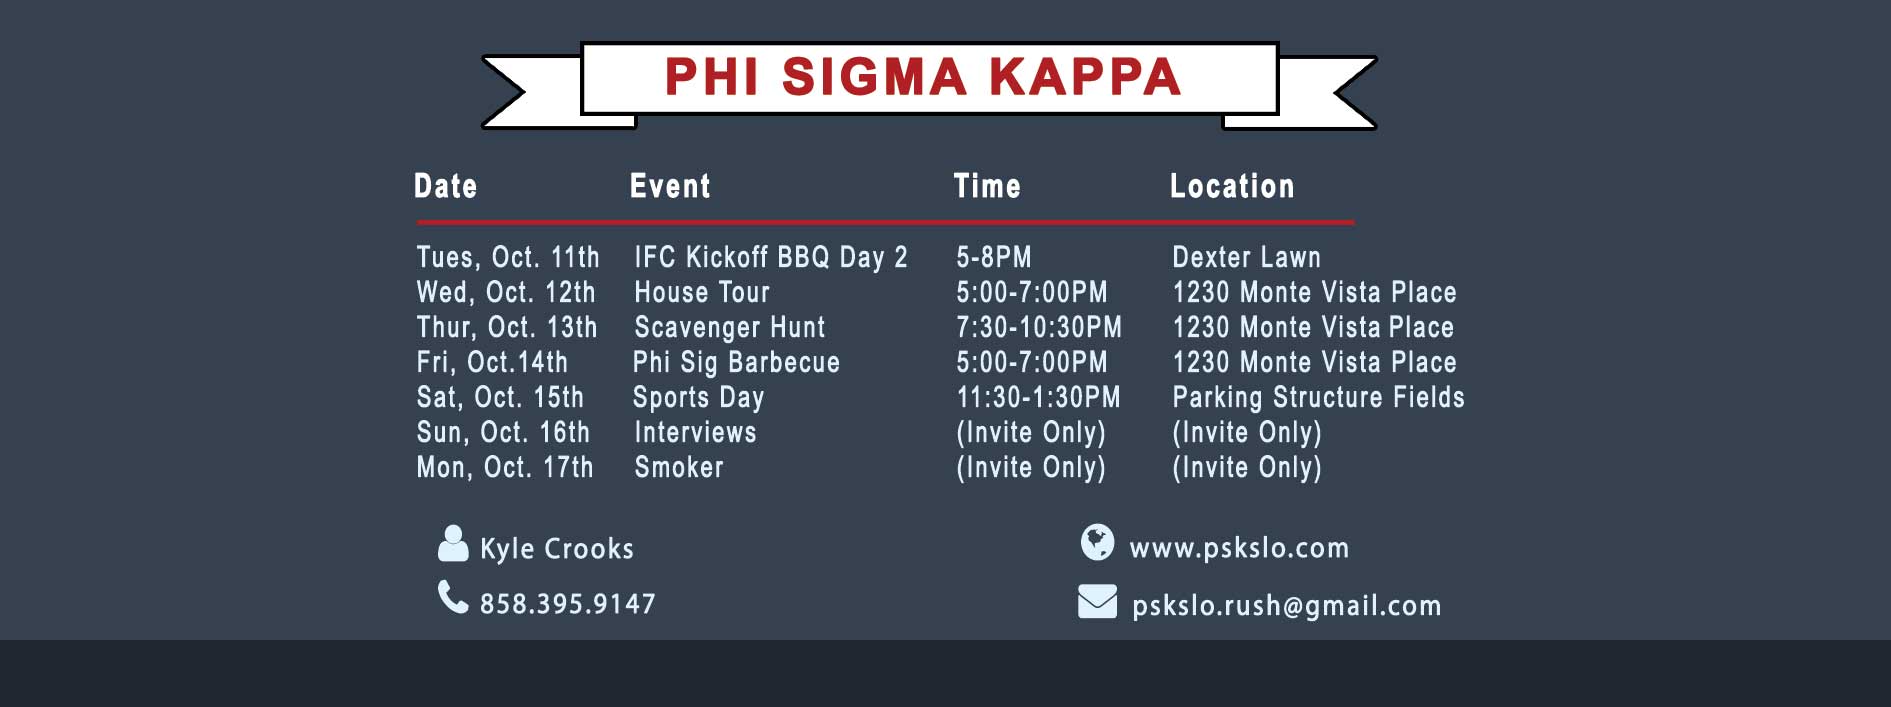 PHI SIGMA KAPPA
Date Event Time Location
Tues, Oct. 11th IFC Kickoff BBQ Day 2 5-8PM Dexter Lawn
Wed, Oct. 12th House Tour 5:00-7:00PM 1230 Monte Vista Place
Thur, Oct. 13th Scavenger Hunt 7:30-10:30PM 1230 Monte Vista Place
Fri, Oct.14th Phi Sig Barbecue 5:00-7:00PM 1230 Monte Vista Place
Sat, Oct. 15th Sports Day 11:30-1:30PM Parking Structure Fields
Sun, Oct. 16th Interviews (Invite Only) (Invite Only)
Mon, Oct. 17th Smoker (Invite Only) (Invite Only)
Kyle Crooks www.pskslo.com
858.395.9147 pskslo.rush@gmail.com